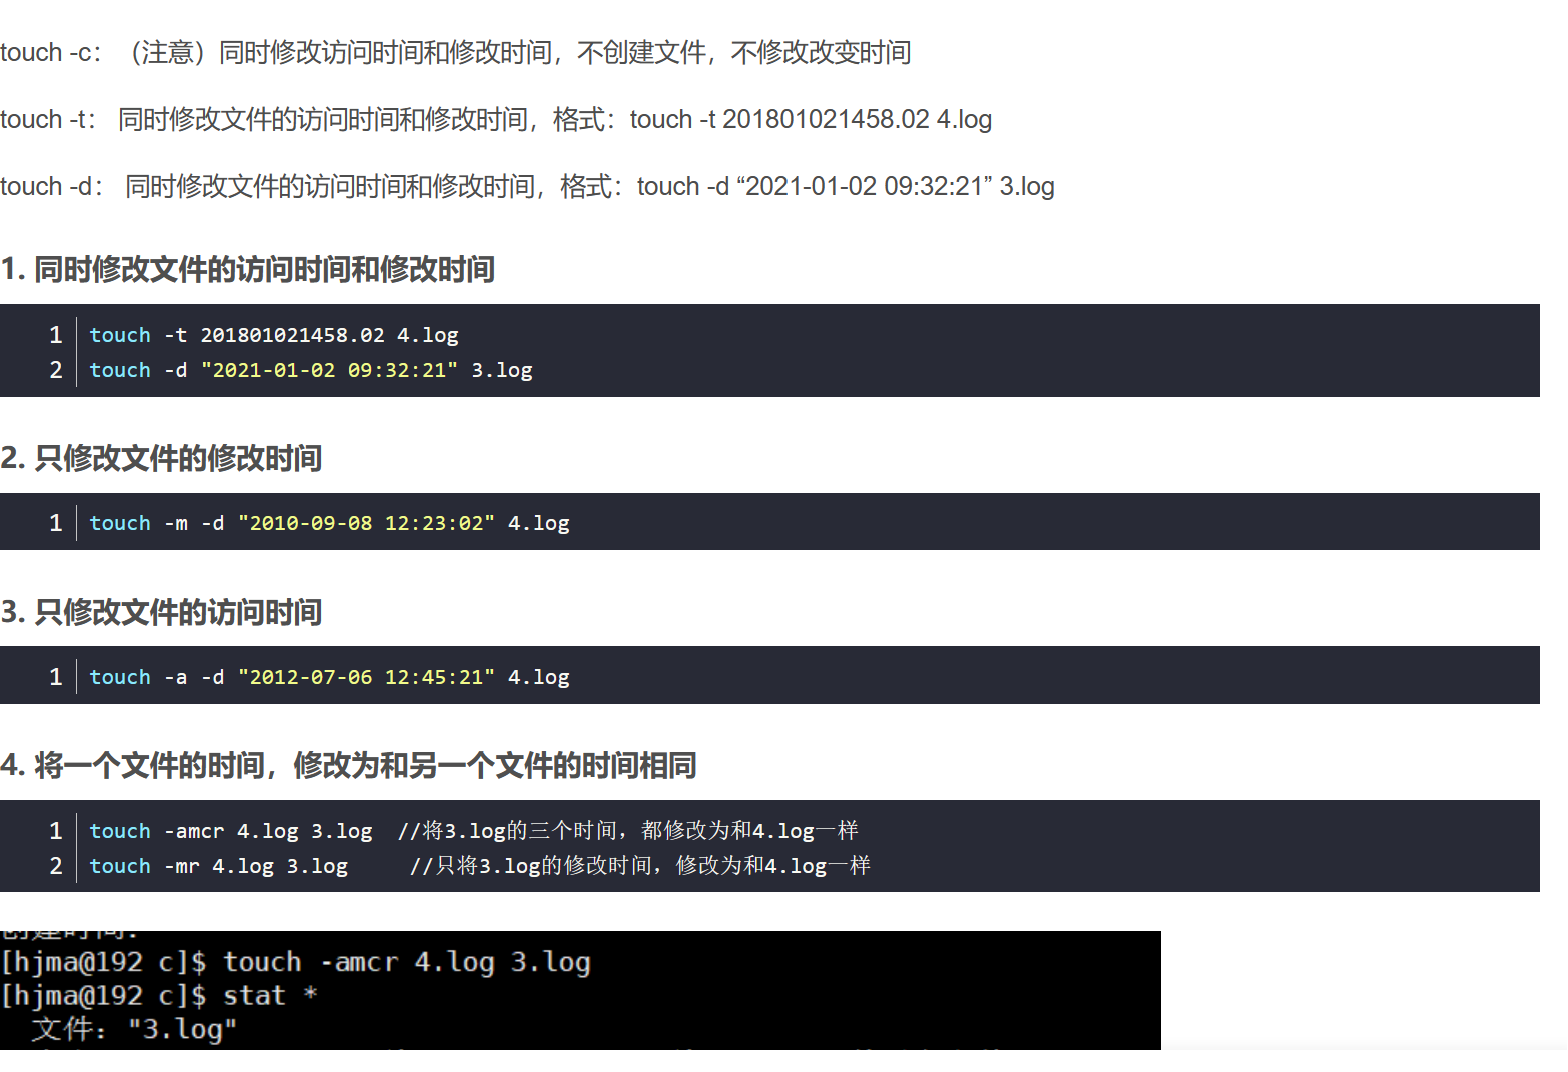 touch -c：（注意）同时修改访问时间和修改时间，不创建文件，不修改改变时间
touch -t： 同时修改文件的访问时间和修改时间，格式：touch -t 201801021458.02 4.log
touch -d： 同时修改文件的访问时间和修改时间，格式：touch -d “2021-01-02 09:32:21” 3.log
1. 同时修改文件的访问时间和修改时间
1 touch -t 201801021458.02 4.log
2 touch -d "2021-01-02 09:32:21" 3.log
2. 只修改文件的修改时间
1 touch -m -d "2010-09-08 12:23:02" 4.log
3. 只修改文件的访问时间
1 touch -a -d "2012-07-06 12:45:21" 4.log
4. 将一个文件的时间，修改为和另一个文件的时间相同
1 touch -amcr 4.log 3.log //将3.log的三个时间，都修改为和4.log一样
2 touch -mr 4.log 3.log //只将3.log的修改时间，修改为和4.log一样
创建时间：
[hjma@192 c]$ touch -amcr 4.log 3.log
[hjma@192 c]$ stat *
文件："3.log"